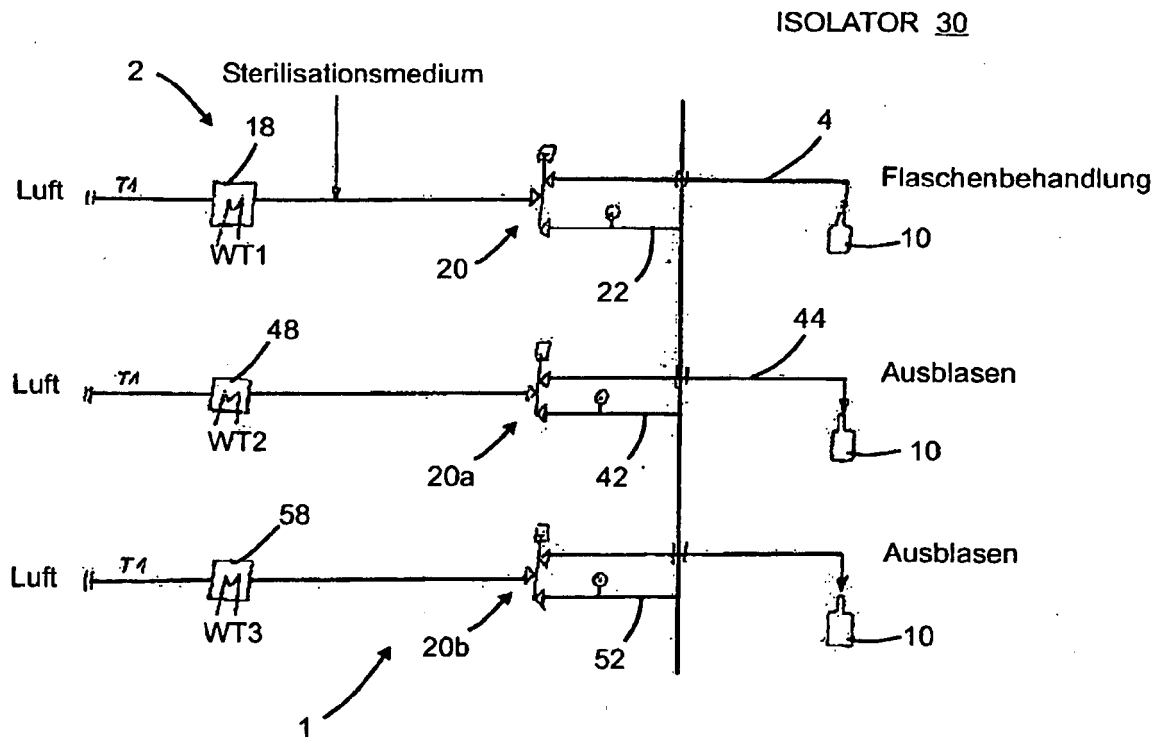 ISOLATOR 30
2
Sterilisationsmedium
18
4
Luft
T1
Flaschenbehandlung
WT1
20
22
10
48
44
Luft
T1
Ausblasen
WT2
20a
42
10
58
Luft
T1
Ausblasen
WT3
20b
52
10
1